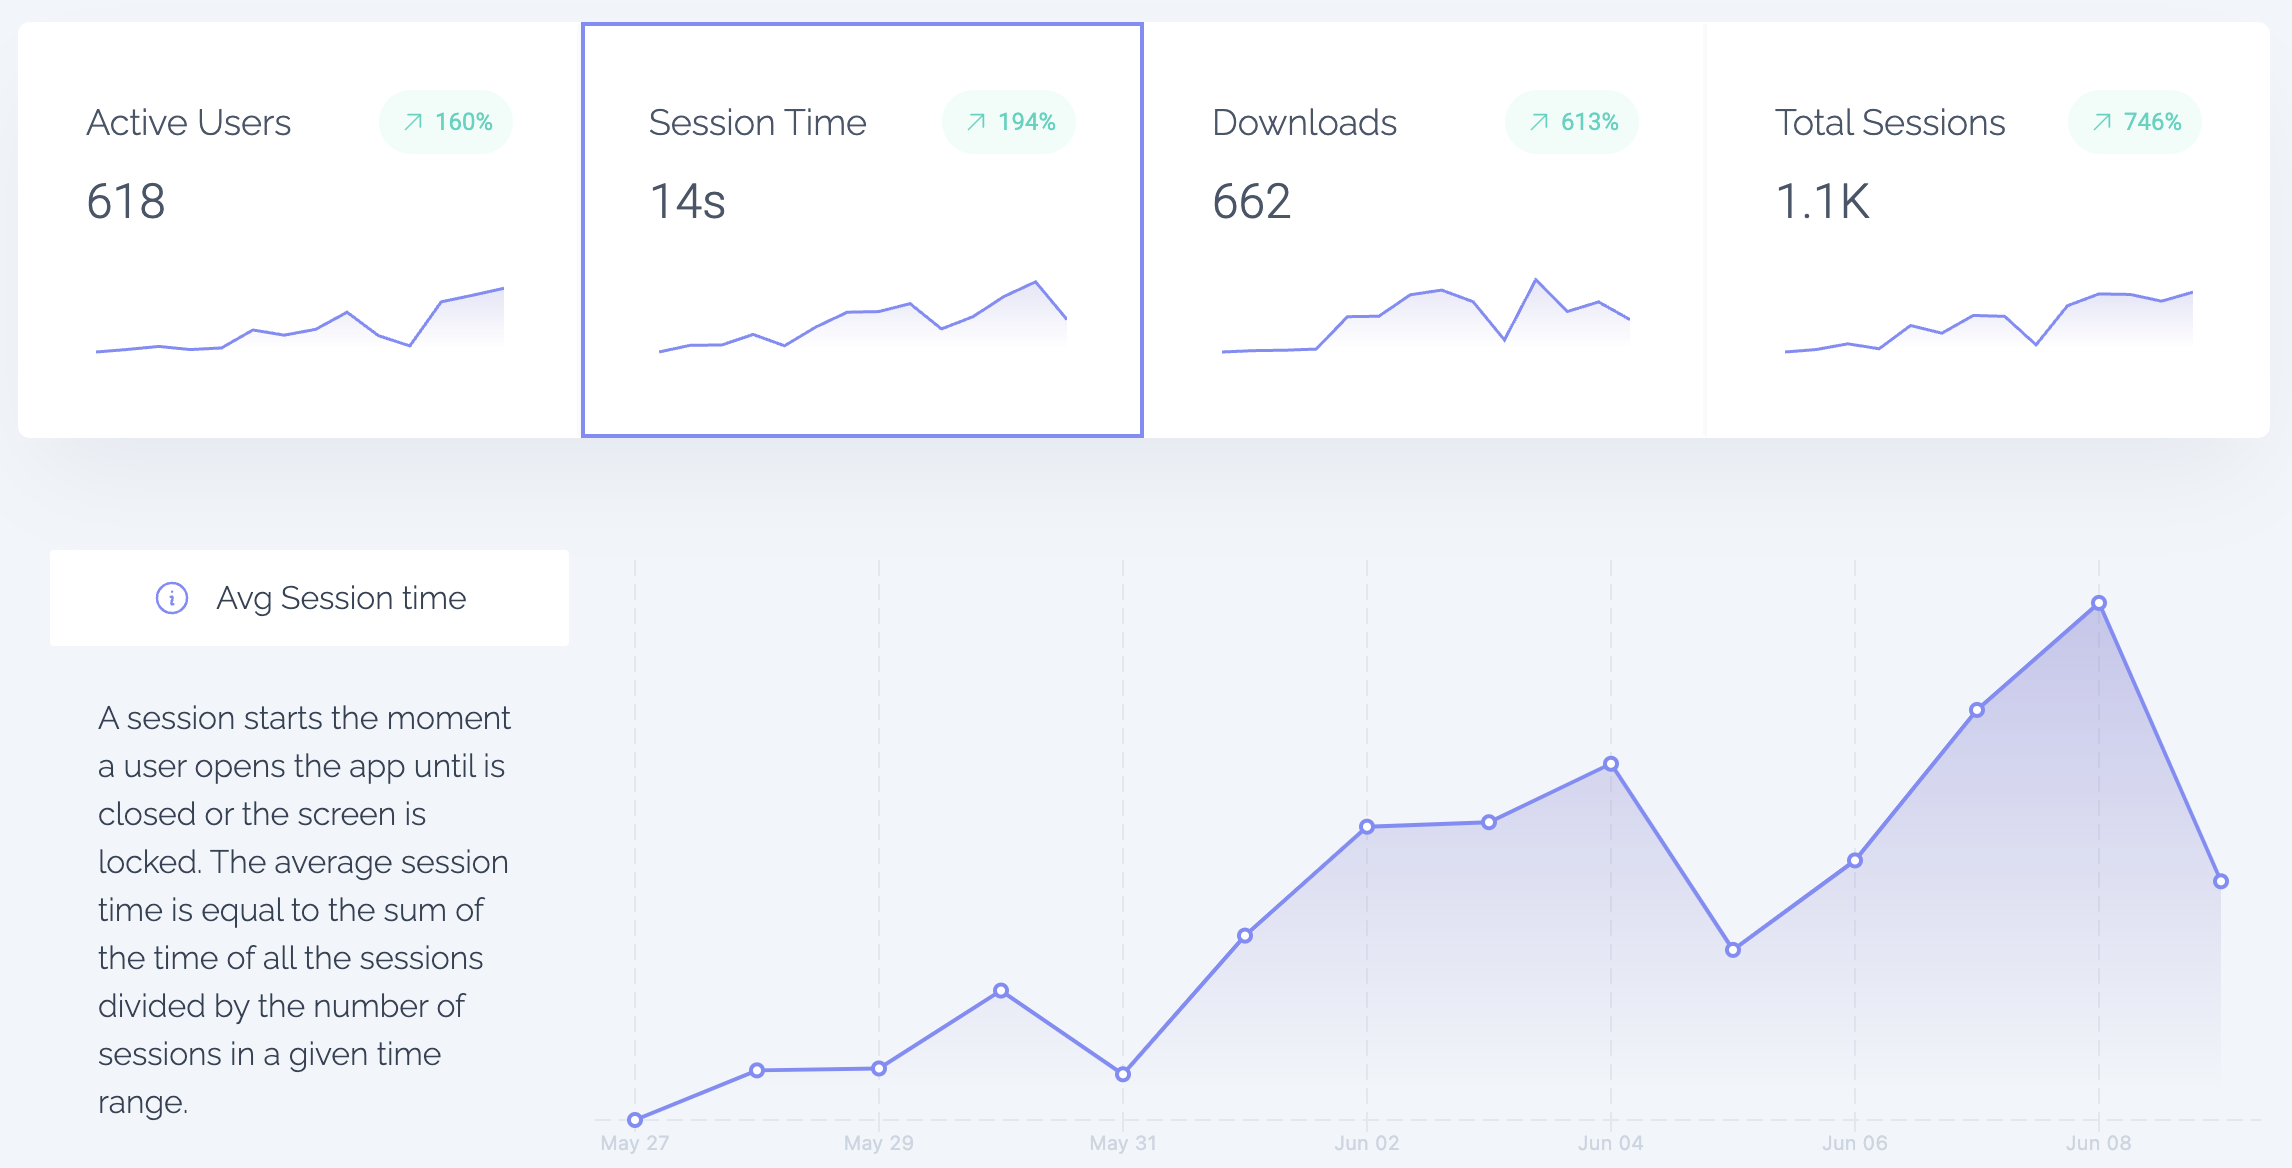 Active Users
160%
618
Session Time
194%
14s
Downloads
613%
662
Total Sessions
746%
1.1K
Avg Session time
A session starts the moment
a user opens the app until is
closed or the screen is
locked. The average session
time is equal to the sum of
the time of all the sessions
divided by the number of
sessions in a given time
range.
May 27
May 29
May 31
Jun 02
Jun 04
Jun 06
Jun 08